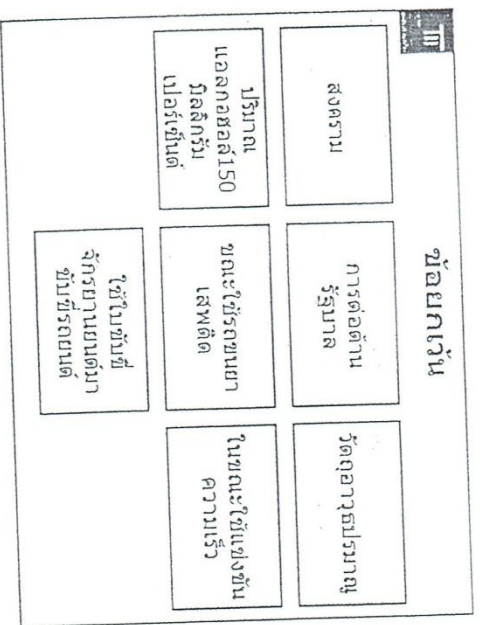 ข้อยกเว้น
สงคราม
การต่อต้าน
รัฐบาล
วัตถุอาวุธปรมาณู
ปริมาณ
แอลกอฮอล์150
มิลลิกรัม
เปอร์เซ็นต์
ขณะใช้รถขนยา
เสพติด
ในขณะใช้แข่งขัน
ความเร็ว
ใช้ใบขับขี่
จักรยานยนต์มา
ขับขี่รถยนต์